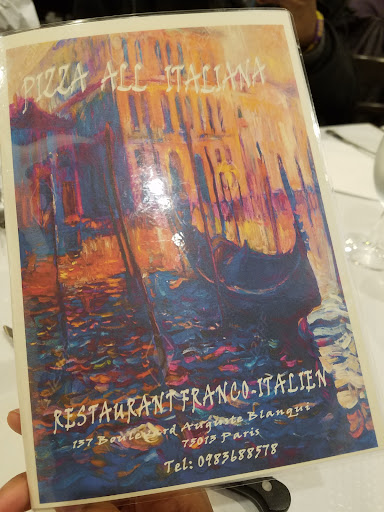 PIZZA ALL ITALIANA
RESTAURANT FRANCO-ITALIEN
137 Boulevard Auguste Blanqui
75013 Paris
Tel: 0983688578